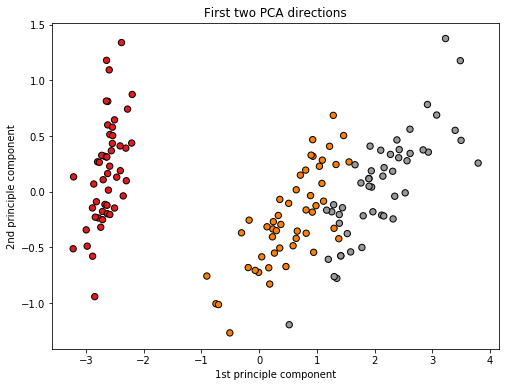 First two PCA directions
2nd principle component
1.5
1.0
0.5
0.0
−0.5
−1.0
−3 −2 −1 0 1 2 3 4
1st principle component